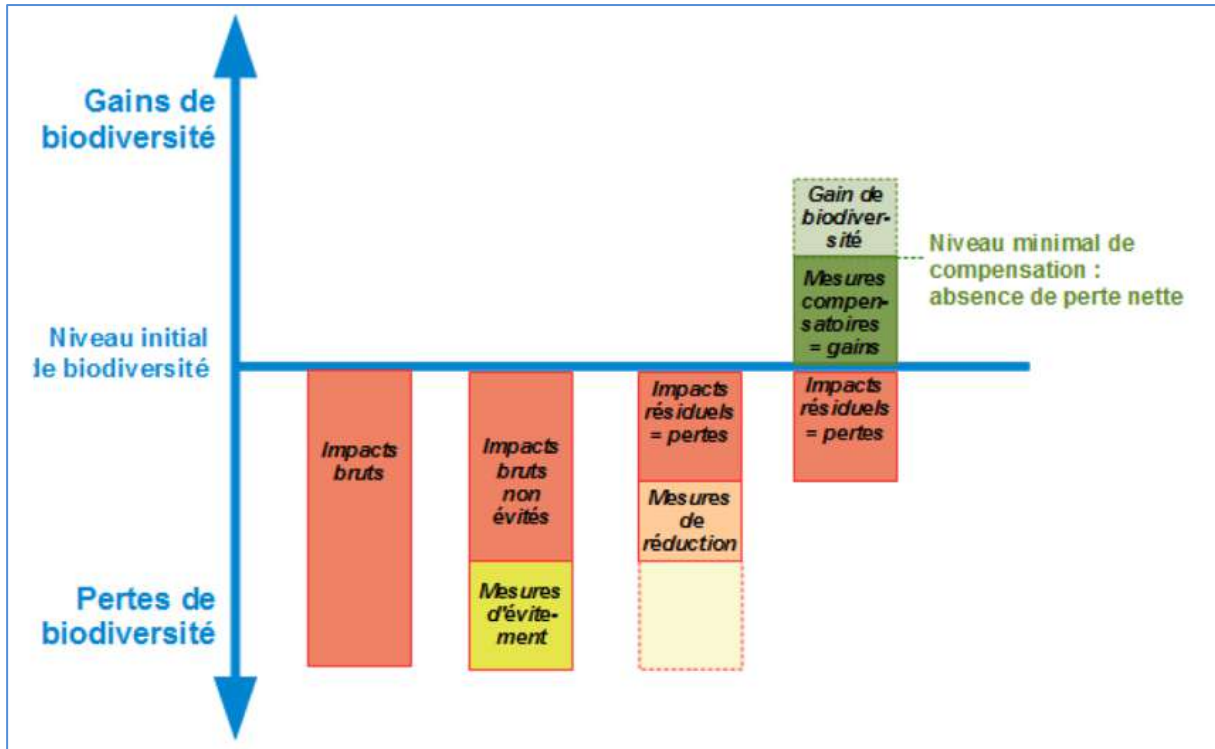 Gains de
biodiversité
Gain de
biodiver-
sité
Niveau minimal de
compensation :
absence de perte nette
Mesures
compen-
satoires
= gains
Niveau initial
de biodiversité
Impacts
bruts
Impacts
bruts
non
évités
Impacts
résiduels
= pertes
Impacts
résiduels
= pertes
Mesures
de
réduction
Mesures
d'évite-
ment
Pertes de
biodiversité